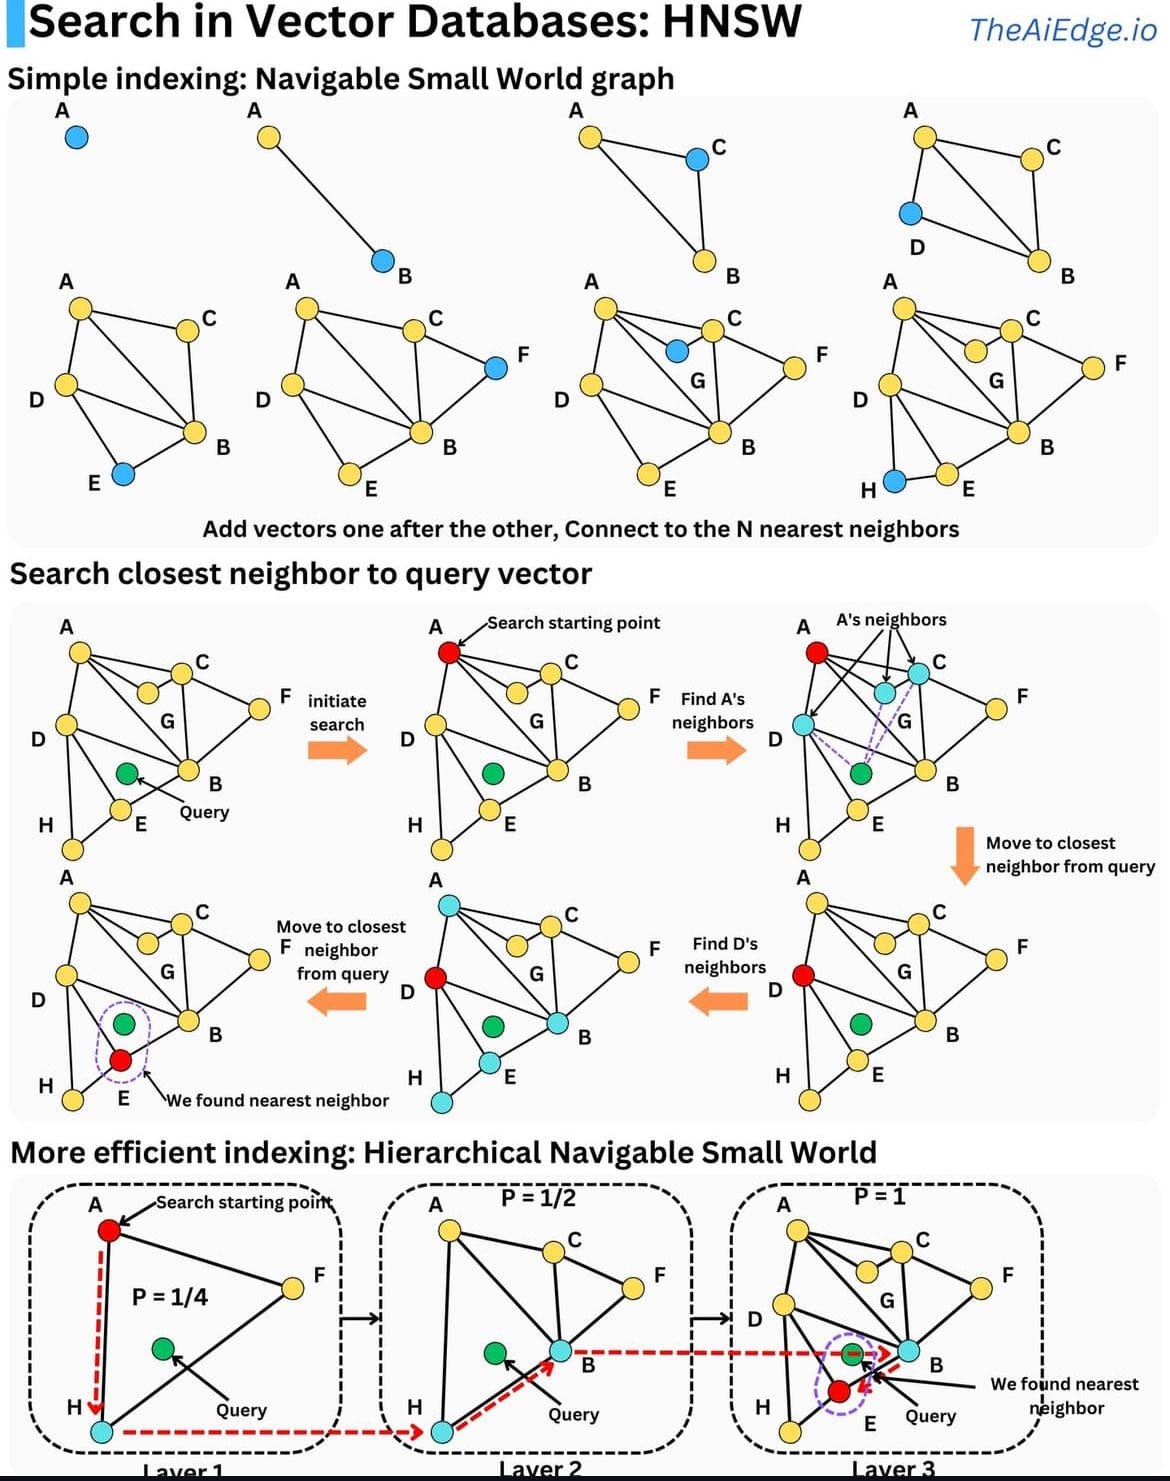 Search in Vector Databases: HNSW
TheAiEdge.io
Simple indexing: Navigable Small World graph
A
A
B
A
C
B
A
C
D
B
A
C
D
B
E
A
C
F
D
B
E
A
C
F
G
D
B
E
A
C
F
G
D
B
H
E
Add vectors one after the other, Connect to the N nearest neighbors
Search closest neighbor to query vector
A
C
F
G
D
B
Query
H
E
initiate
search
A
Search starting point
C
F
G
D
B
H
E
Find A's
neighbors
A
A's neighbors
C
F
G
D
B
H
E
Move to closest
neighbor from query
A
C
F
G
D
B
H
E
Find D's
neighbors
A
C
F
G
D
B
H
E
Move to closest
neighbor
from query
A
C
F
G
D
B
H
E
We found nearest neighbor
More efficient indexing: Hierarchical Navigable Small World
A
Search starting point
F
P = 1/4
H
Query
Layer 1
A
P = 1/2
C
F
B
H
Query
Layer 2
A
P = 1
C
F
G
D
B
We found nearest
neighbor
H
E
Query
Layer 3